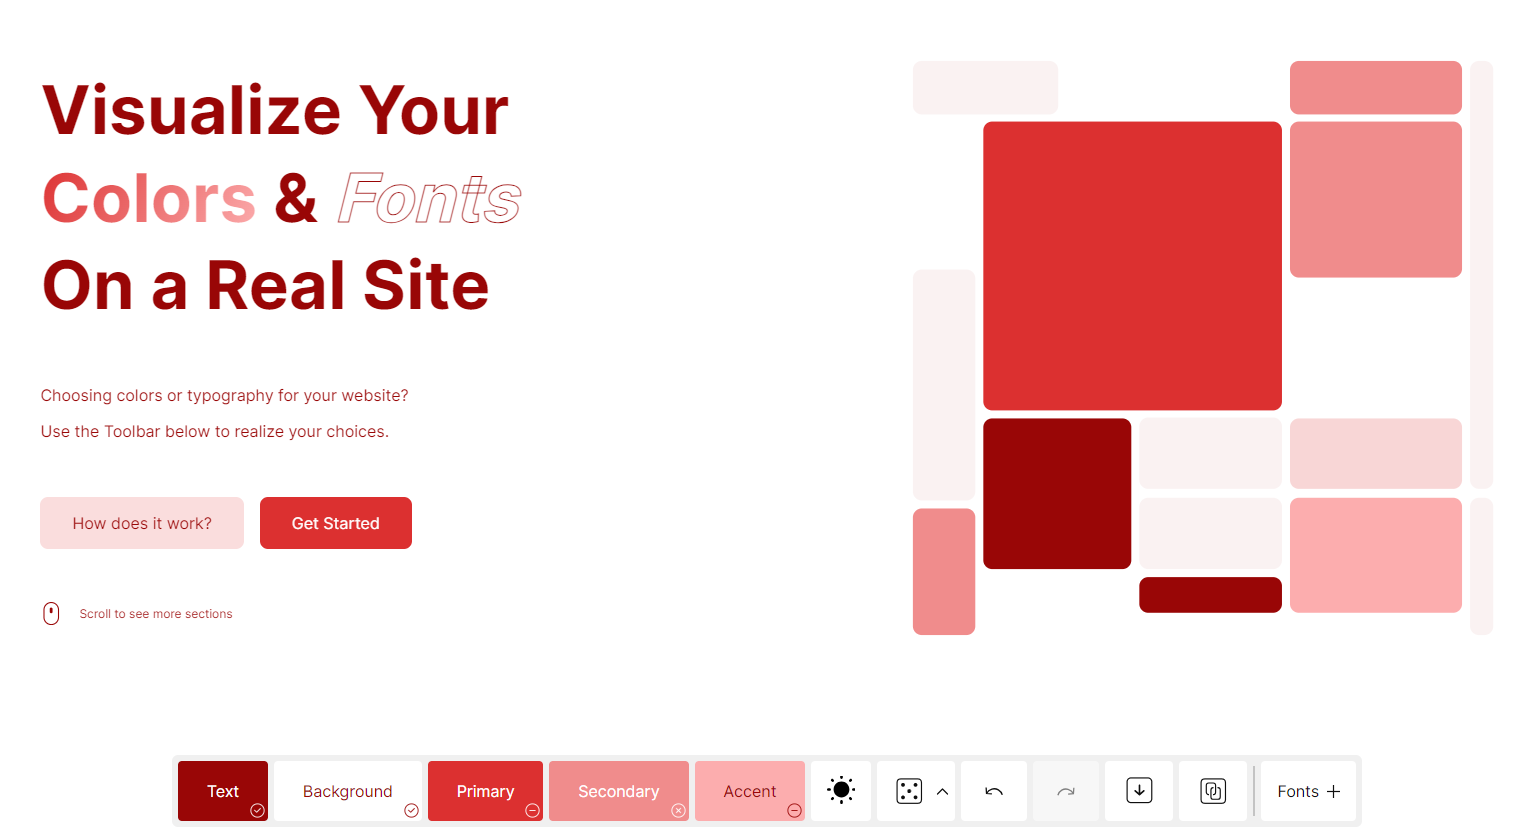 Visualize Your
Colors & Fonts
On a Real Site
Choosing colors or typography for your website?
Use the Toolbar below to realize your choices.
How does it work? Get Started
Scroll to see more sections
Text Background Primary Secondary Accent Fonts +